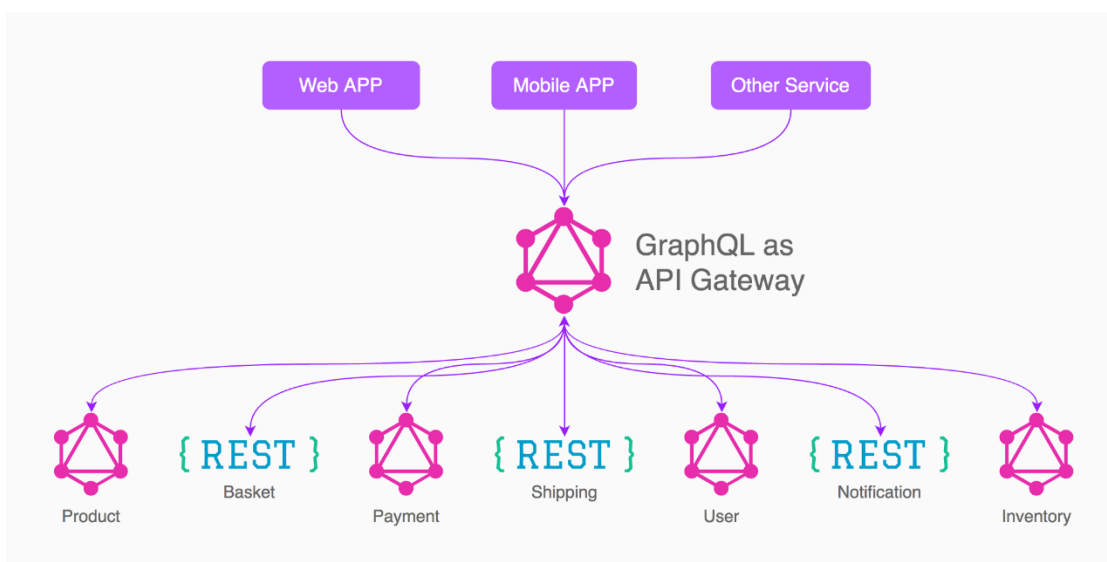 Web APP
Mobile APP
Other Service
GraphQL as
API Gateway
{ REST }
{ REST }
{ REST }
Product
Basket
Payment
Shipping
User
Notification
Inventory